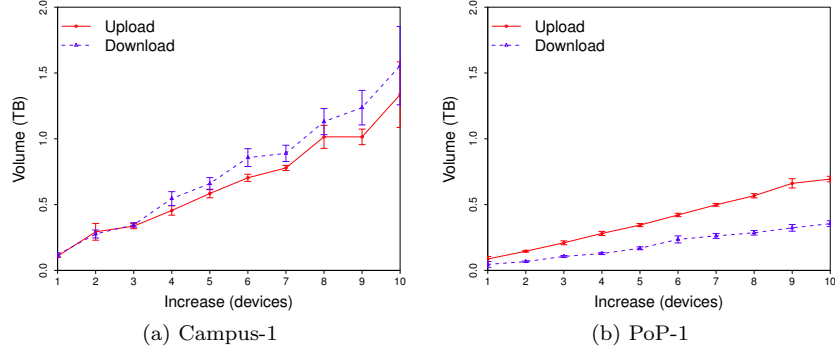 2.0
1.5
1.0
0.5
0.0
Volume (TB)
Upload
Download
1 2 3 4 5 6 7 8 9 10
Increase (devices)
(a) Campus-1
2.0
1.5
1.0
0.5
0.0
Volume (TB)
Upload
Download
1 2 3 4 5 6 7 8 9 10
Increase (devices)
(b) PoP-1